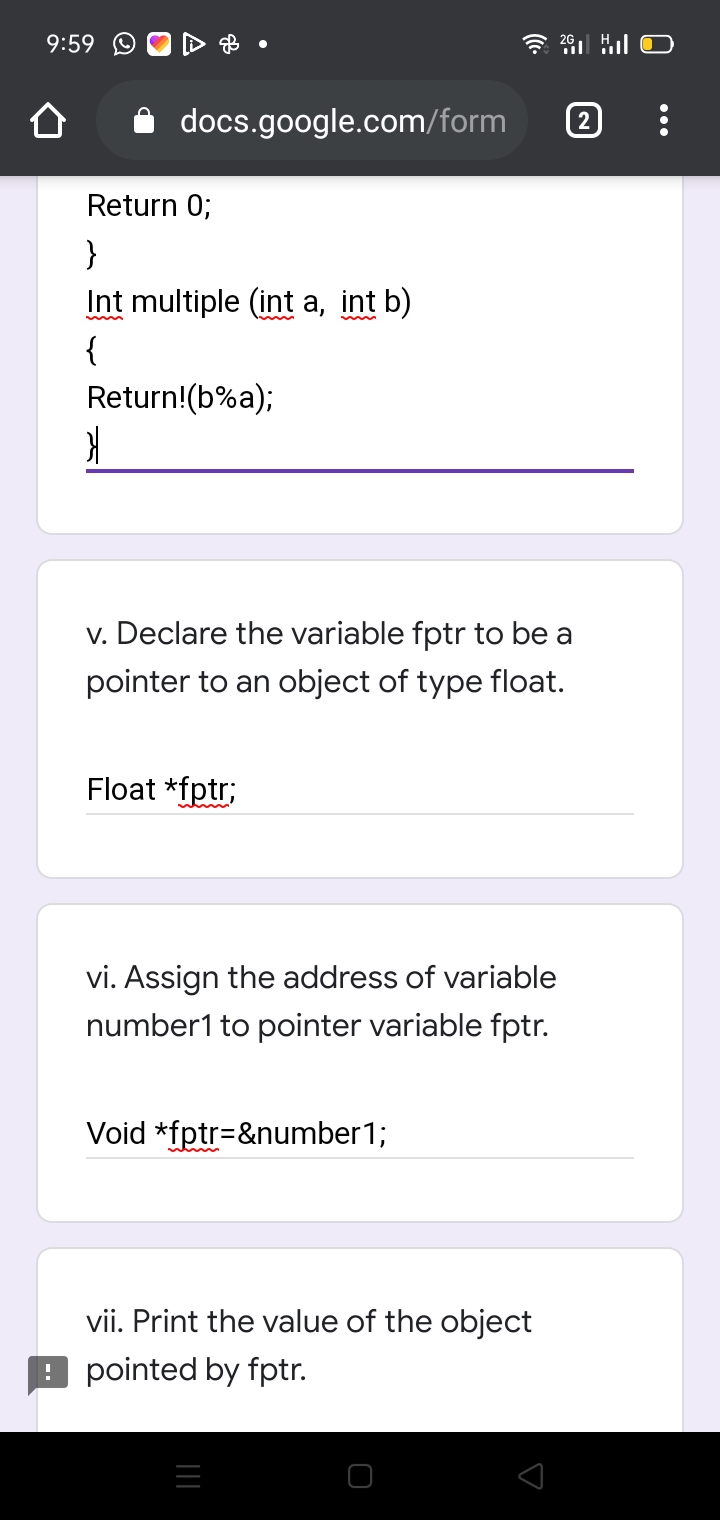 9:59
2G
H
docs.google.com/form
2
Return 0;
}
Int multiple (int a,  int b)
{
Return!(b%a);
}
v. Declare the variable fptr to be a
pointer to an object of type float.
Float *fptr;
vi. Assign the address of variable
number1 to pointer variable fptr.
Void *fptr=&number1;
vii. Print the value of the object
pointed by fptr.